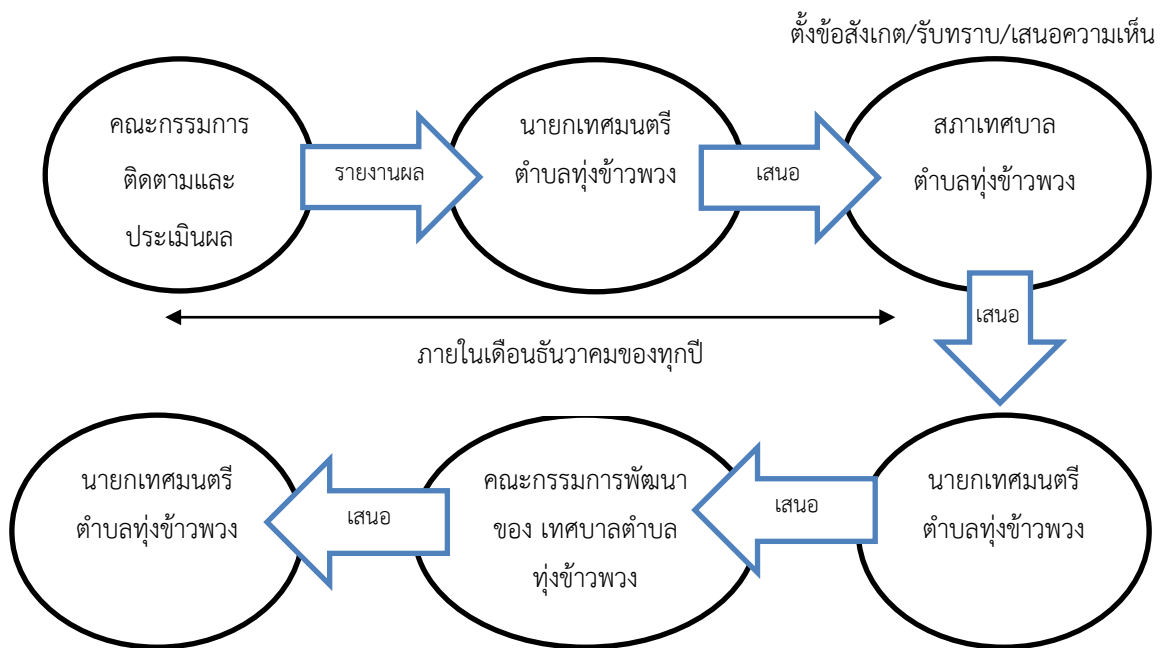 ตั้งข้อสังเกต/รับทราบ/เสนอความเห็น
คณะกรรมการ
ติดตามและ
ประเมินผล
รายงานผล
นายกเทศมนตรี
ตำบลทุ่งข้าวพวง
เสนอ
สภาเทศบาล
ตำบลทุ่งข้าวพวง
เสนอ
ภายในเดือนธันวาคมของทุกปี
นายกเทศมนตรี
ตำบลทุ่งข้าวพวง
เสนอ
คณะกรรมการพัฒนา
ของ เทศบาลตำบล
ทุ่งข้าวพวง
เสนอ
นายกเทศมนตรี
ตำบลทุ่งข้าวพวง